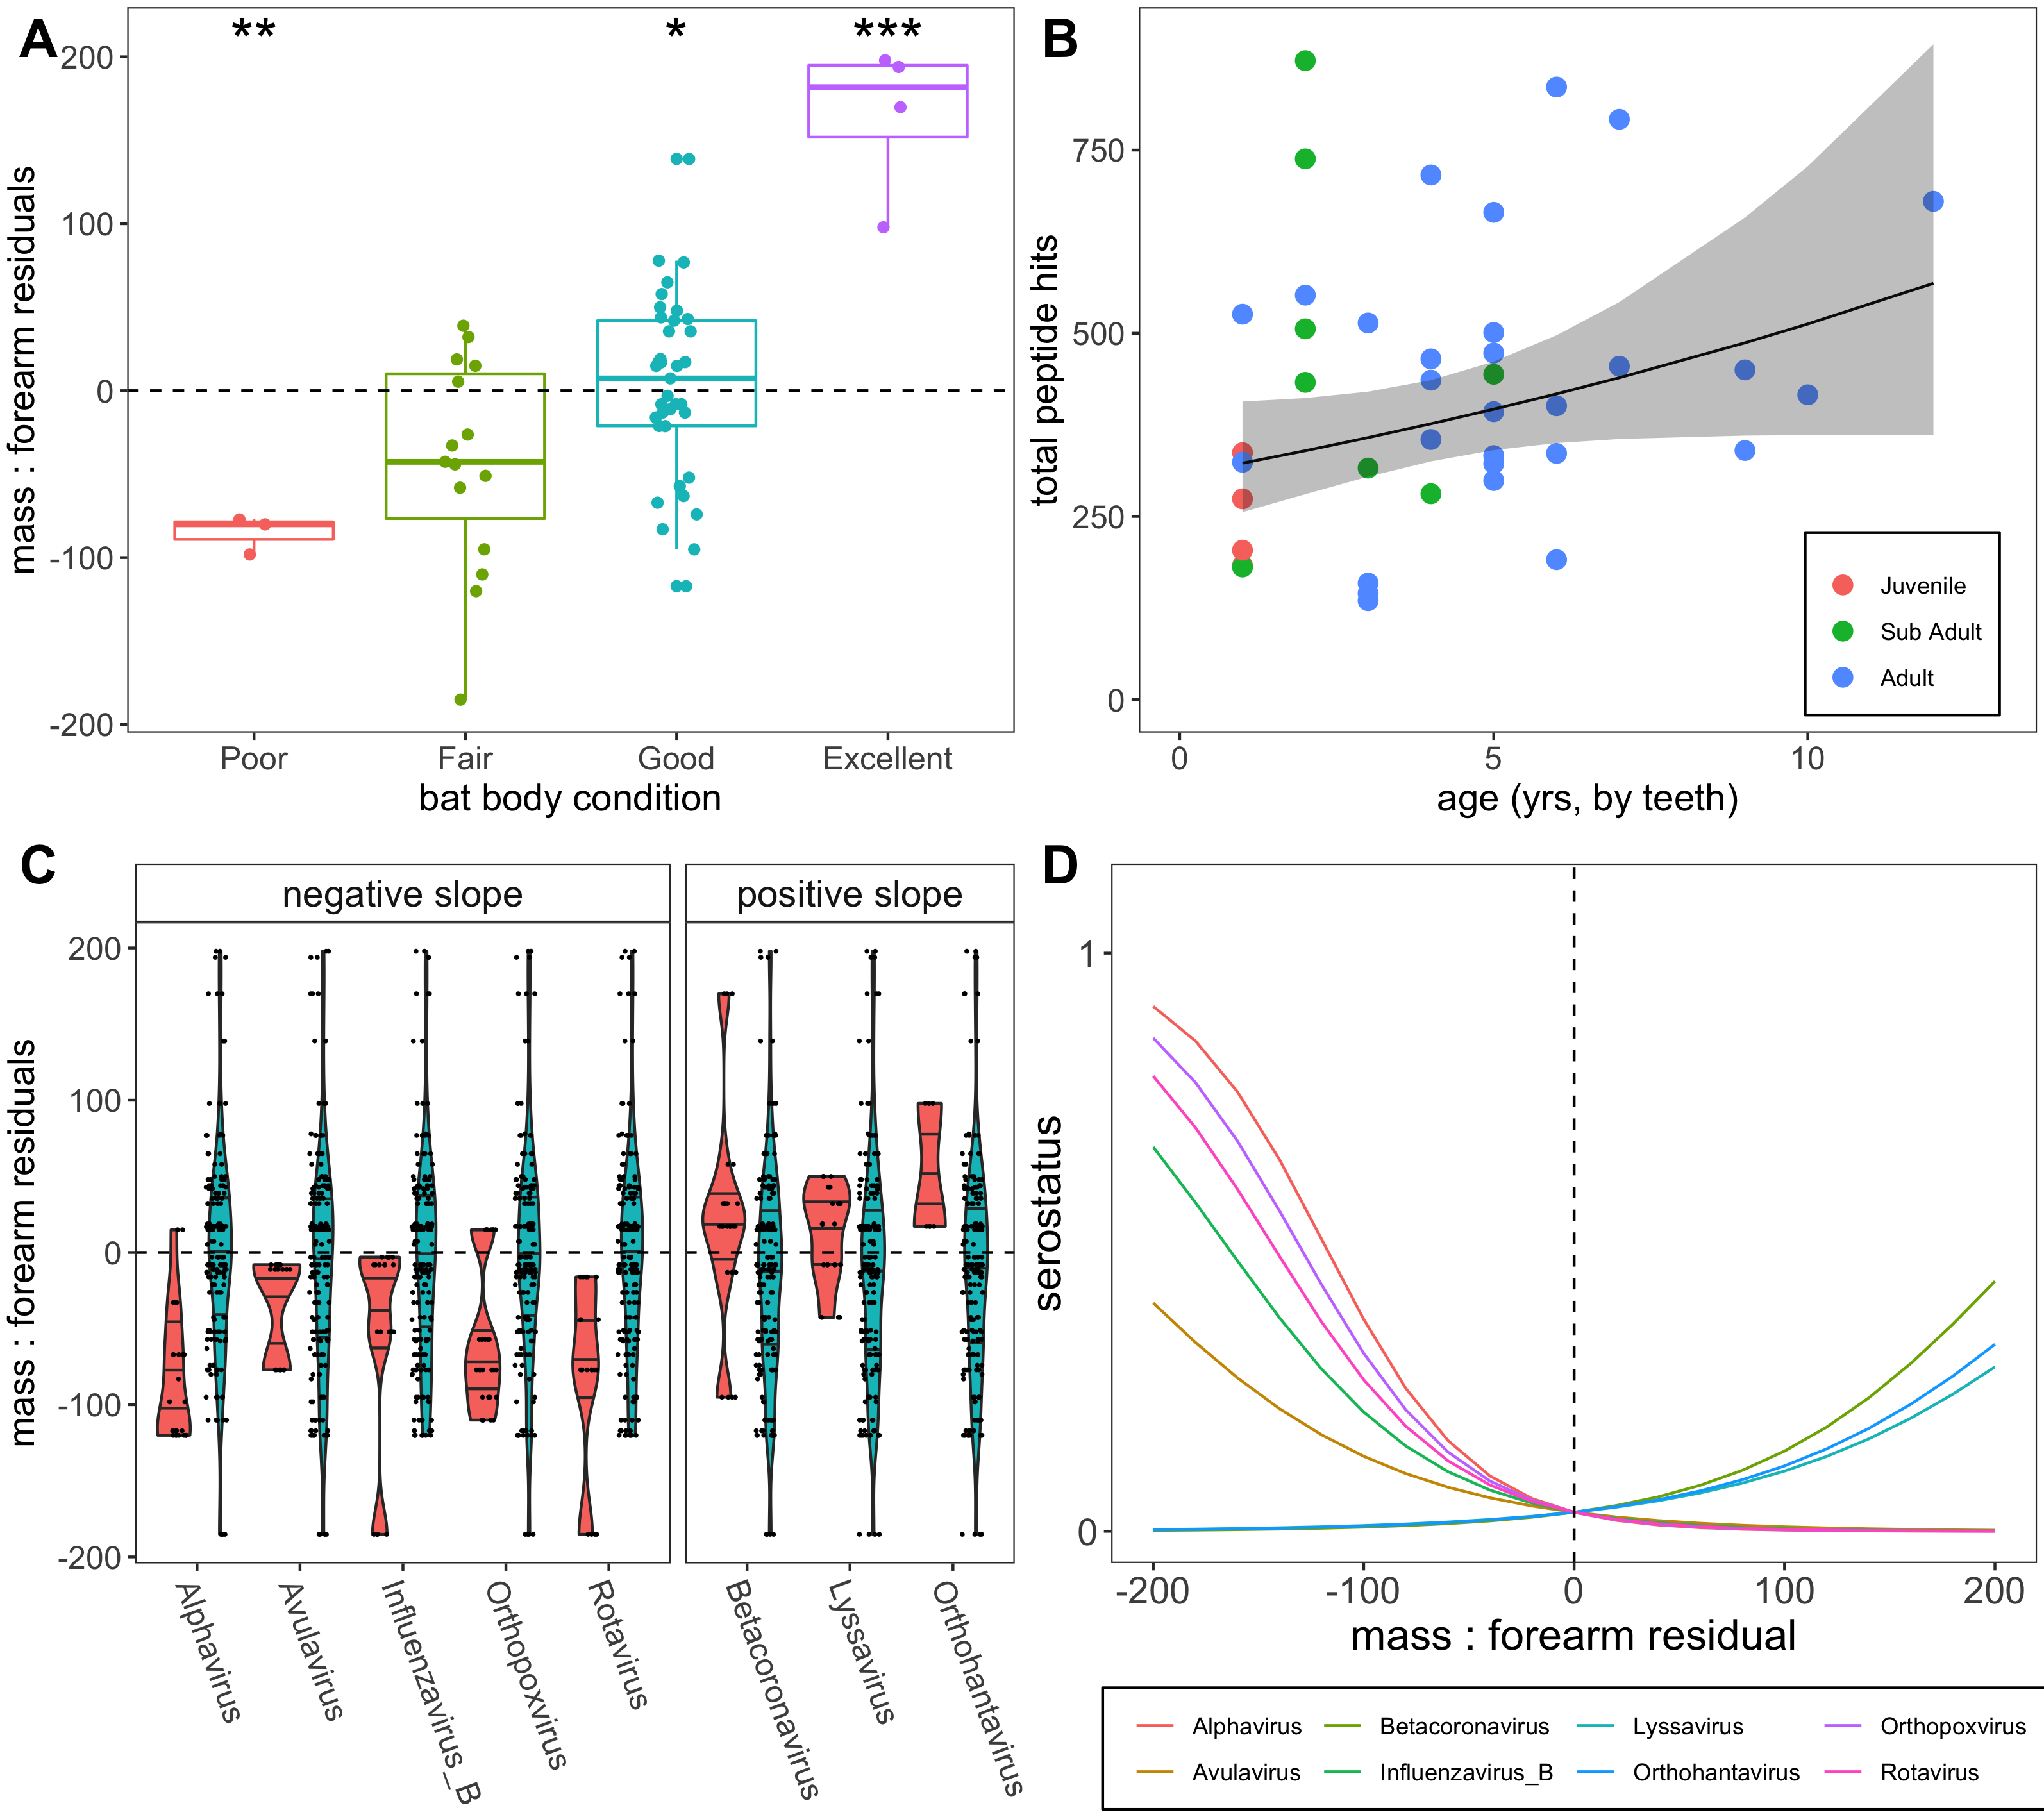 A
** * ***
200
100
0
-100
-200
mass : forearm residuals
Poor Fair Good Excellent
bat body condition
B
750
500
250
0
total peptide hits
Juvenile
Sub Adult
Adult
0 5 10
age (yrs, by teeth)
C
negative slope positive slope
200
100
0
-100
-200
mass : forearm residuals
Alphavirus
Avulavirus
Influenzavirus_B
Orthopoxvirus
Rotavirus
Betacoronavirus
Lyssavirus
Orthohantavirus
D
1
0
serostatus
-200 -100 0 100 200
mass : forearm residual
Alphavirus Betacoronavirus Lyssavirus Orthopoxvirus
Avulavirus Influenzavirus_B Orthohantavirus Rotavirus